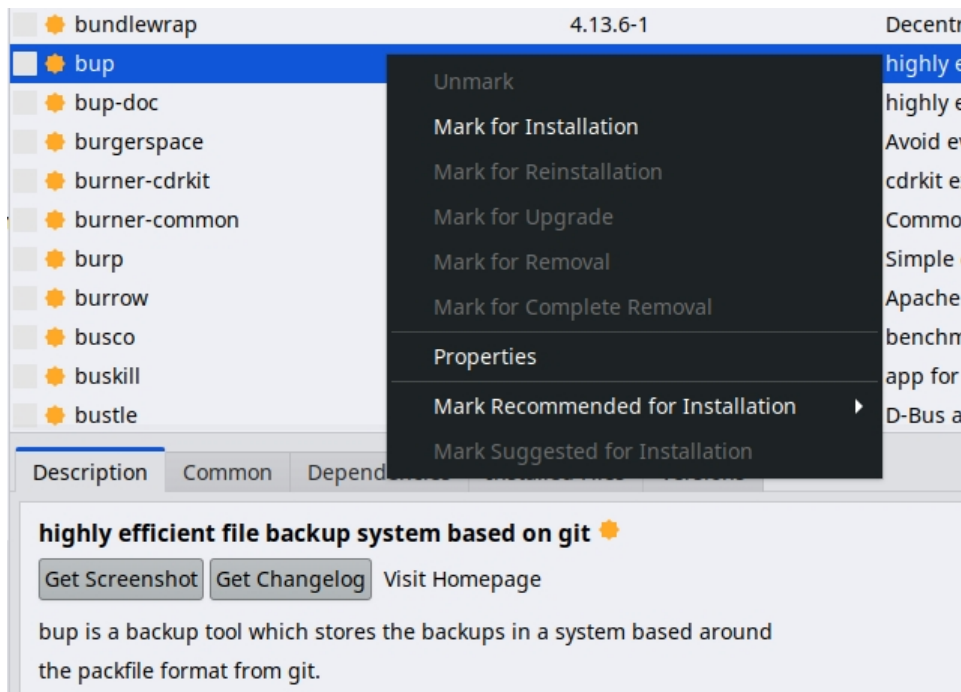 bundlewrap 4.13.6-1 Decentr
bup highly e
bup-doc highly e
burgerspace Avoid ev
burner-cdrkit cdrkit e
burner-common Commo
burp Simple
burrow Apache
busco benchm
buskill app for
bustle D-Bus a
Unmark
Mark for Installation
Mark for Reinstallation
Mark for Upgrade
Mark for Removal
Mark for Complete Removal
Properties
Mark Recommended for Installation
Mark Suggested for Installation
Description Common Dependencies Installed Files Versions
highly efficient file backup system based on git
Get Screenshot Get Changelog Visit Homepage
bup is a backup tool which stores the backups in a system based around
the packfile format from git.